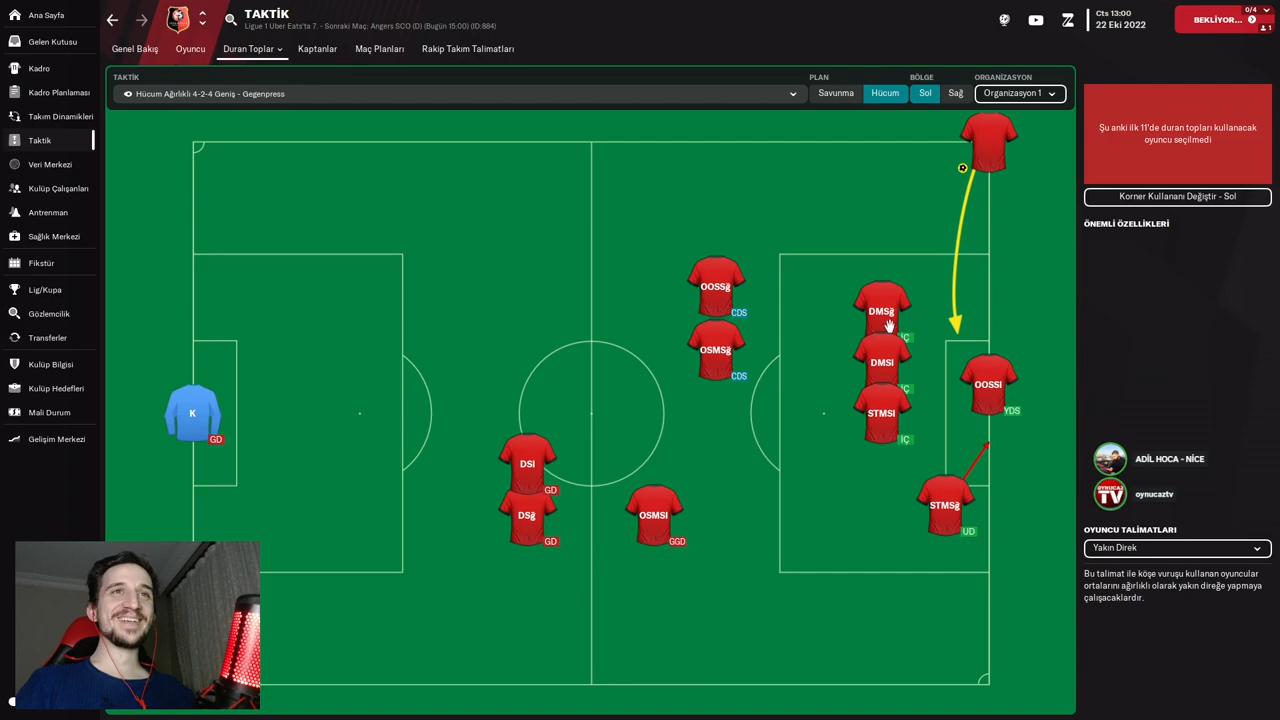 Ana Sayfa
Gelen Kutusu
Kadro
Kadro Planlaması
Takım Dinamikleri
Taktik
Veri Merkezi
Kulüp Çalışanları
Antrenman
Sağlık Merkezi
Fikstür
Lig/Kupa
Gözlemcilik
Transferler
Kulüp Bilgisi
Kulüp Hedefleri
Mali Durum
Gelişim Merkezi
TAKTİK
Ligue 1 Uber Eats'ta 7. - Sonraki Maç: Angers SCO (D) (Bugün 15:00) (ID:884)
Cts 13:00
22 Eki 2022
BEKLİYOR...
0/4
1
Genel Bakış
Oyuncu
Duran Toplar
Kaptanlar
Maç Planları
Rakip Takım Talimatları
TAKTİK
PLAN
BÖLGE
ORGANİZASYON
Hücum Ağırlıklı 4-2-4 Geniş - Gegenpress
Savunma
Hücum
Sol
Sağ
Organizasyon 1
OOSSğ
CDS
OSMSğ
CDS
DMSğ
İÇ
DMSl
İÇ
STMSl
İÇ
OOSSl
YDS
K
GD
DSl
GD
DSğ
GD
OSMSl
GGD
STMSğ
UD
Şu anki ilk 11'de duran topları kullanacak
oyuncu seçilmedi
Korner Kullananı Değiştir - Sol
ÖNEMLİ ÖZELLİKLERİ
ADİL HOCA - NİCE
OYNUCAZ
TV
oynucaztv
OYUNCU TALİMATLARI
Yakın Direk
Bu talimat ile köşe vuruşu kullanan oyuncular
ortalarını ağırlıklı olarak yakın direğe yapmaya
çalışacaklardır.